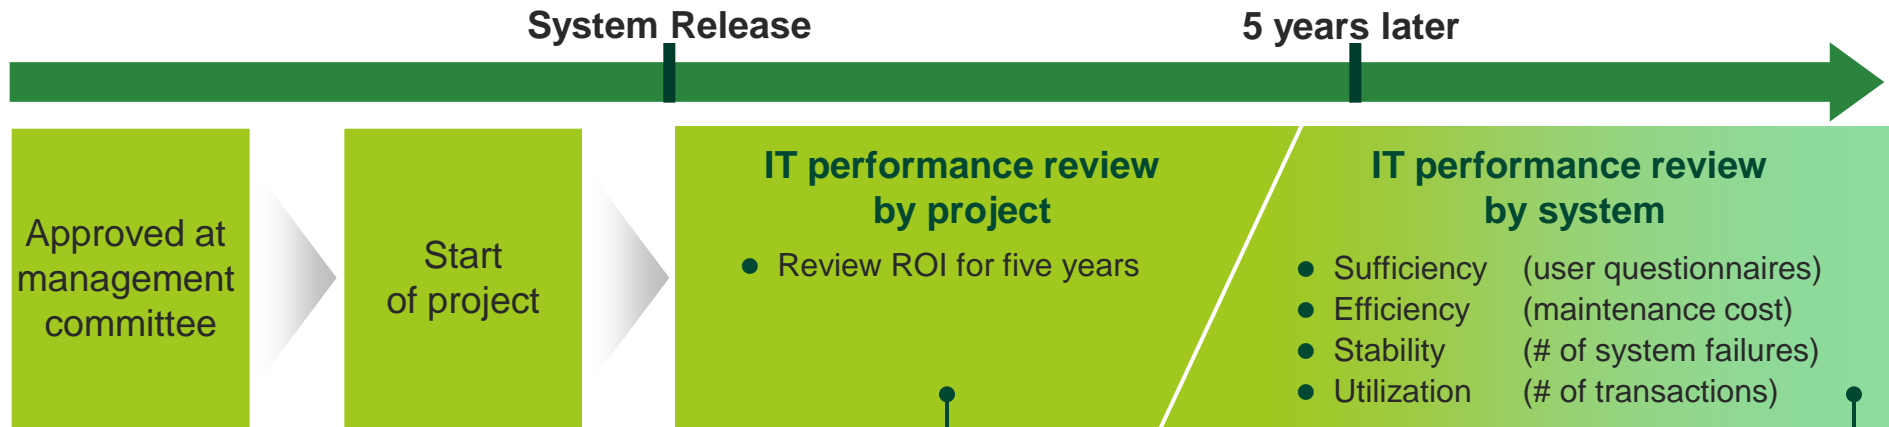 System Release
5 years later
Approved at
management
committee
Start
of project
IT performance review
by project
● Review ROI for five years
IT performance review
by system
● Sufficiency (user questionnaires)
● Efficiency (maintenance cost)
● Stability (# of system failures)
● Utilization (# of transactions)